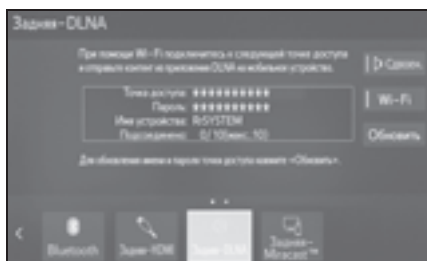 Задняя-DLNA
При помощи Wi-Fi подключитесь к следующей точке доступа
и отправьте контент из приложения DLNA на мобильное устройство.
Точка доступа: **********
Пароль: **********
Имя устройства: RrSYSTEM
Подсоединено: 0/10(макс. 10)
Для обновления имени и пароля точки доступа нажмите «Обновить».
Wi-Fi
Обновить
Bluetooth
Задняя-HDMI
Задняя-DLNA
Задняя-
Miracast™